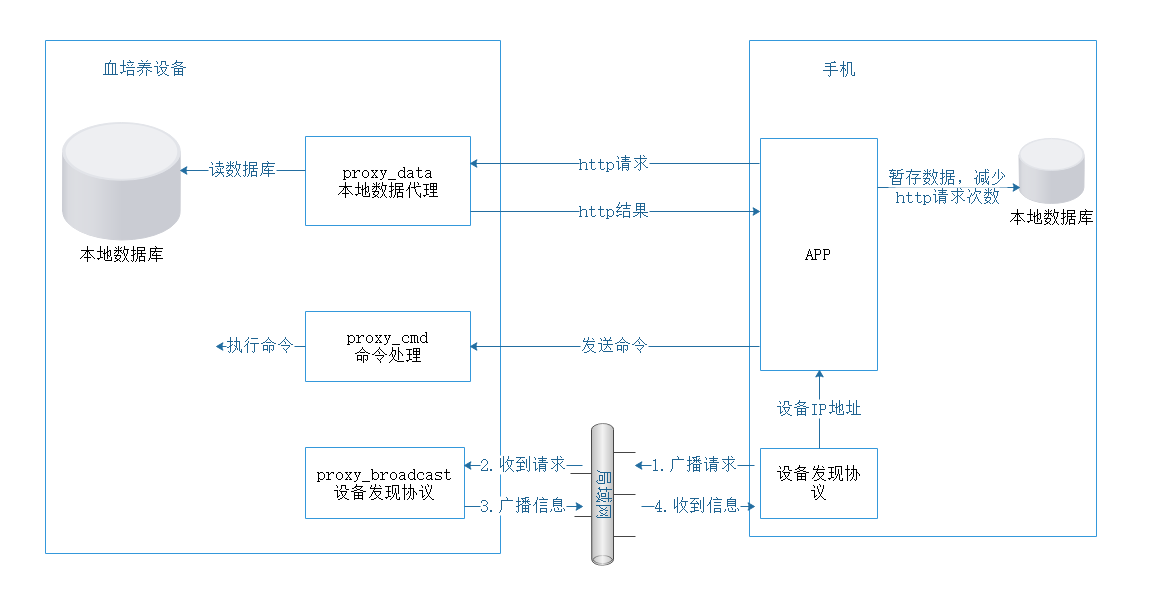 血培养设备
手机
读数据库
proxy_data
本地数据代理
http请求
http结果
暂存数据，减少
http请求次数
本地数据库
本地数据库
APP
执行命令
proxy_cmd
命令处理
发送命令
设备IP地址
proxy_broadcast
设备发现协议
2.收到请求
3.广播信息
局域网
1.广播请求
4.收到信息
设备发现协
议